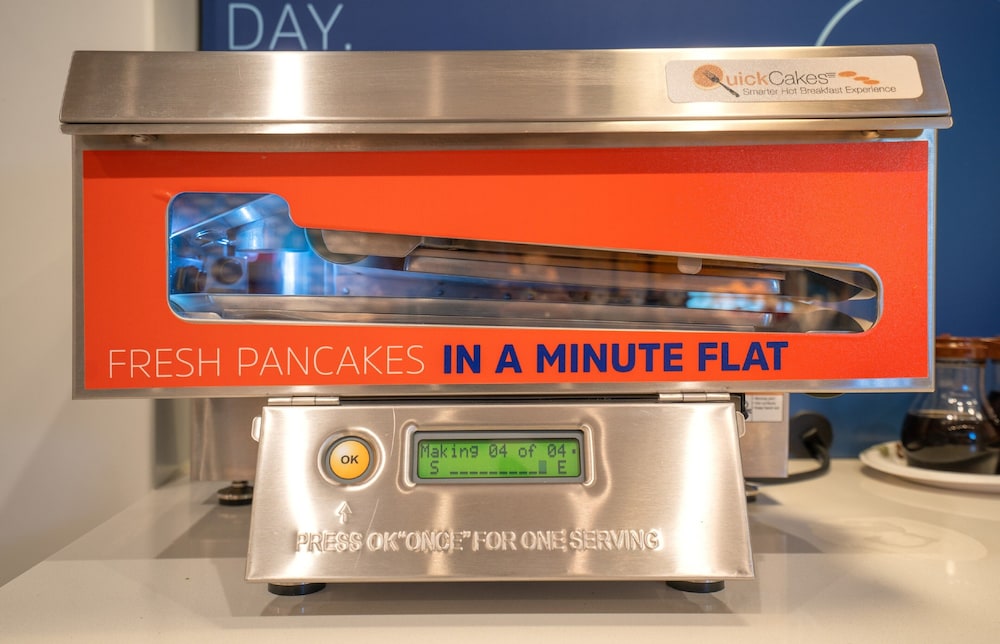 DAY.
QuickCakes
Smarter Hot Breakfast Experience
FRESH PANCAKES IN A MINUTE FLAT
OK
Making 04 of 04
S E
PRESS OK "ONCE" FOR ONE SERVING